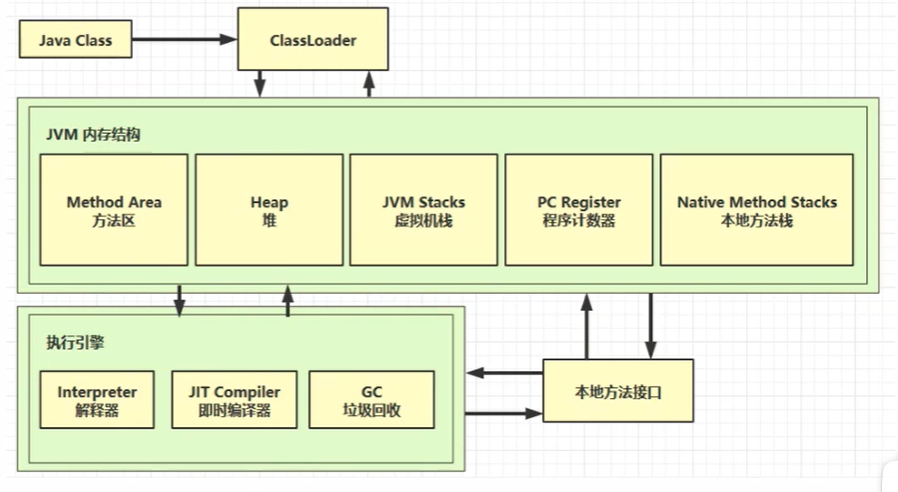 Java Class
ClassLoader
JVM 内存结构
Method Area
方法区
Heap
堆
JVM Stacks
虚拟机栈
PC Register
程序计数器
Native Method Stacks
本地方法栈
执行引擎
Interpreter
解释器
JIT Compiler
即时编译器
GC
垃圾回收
本地方法接口